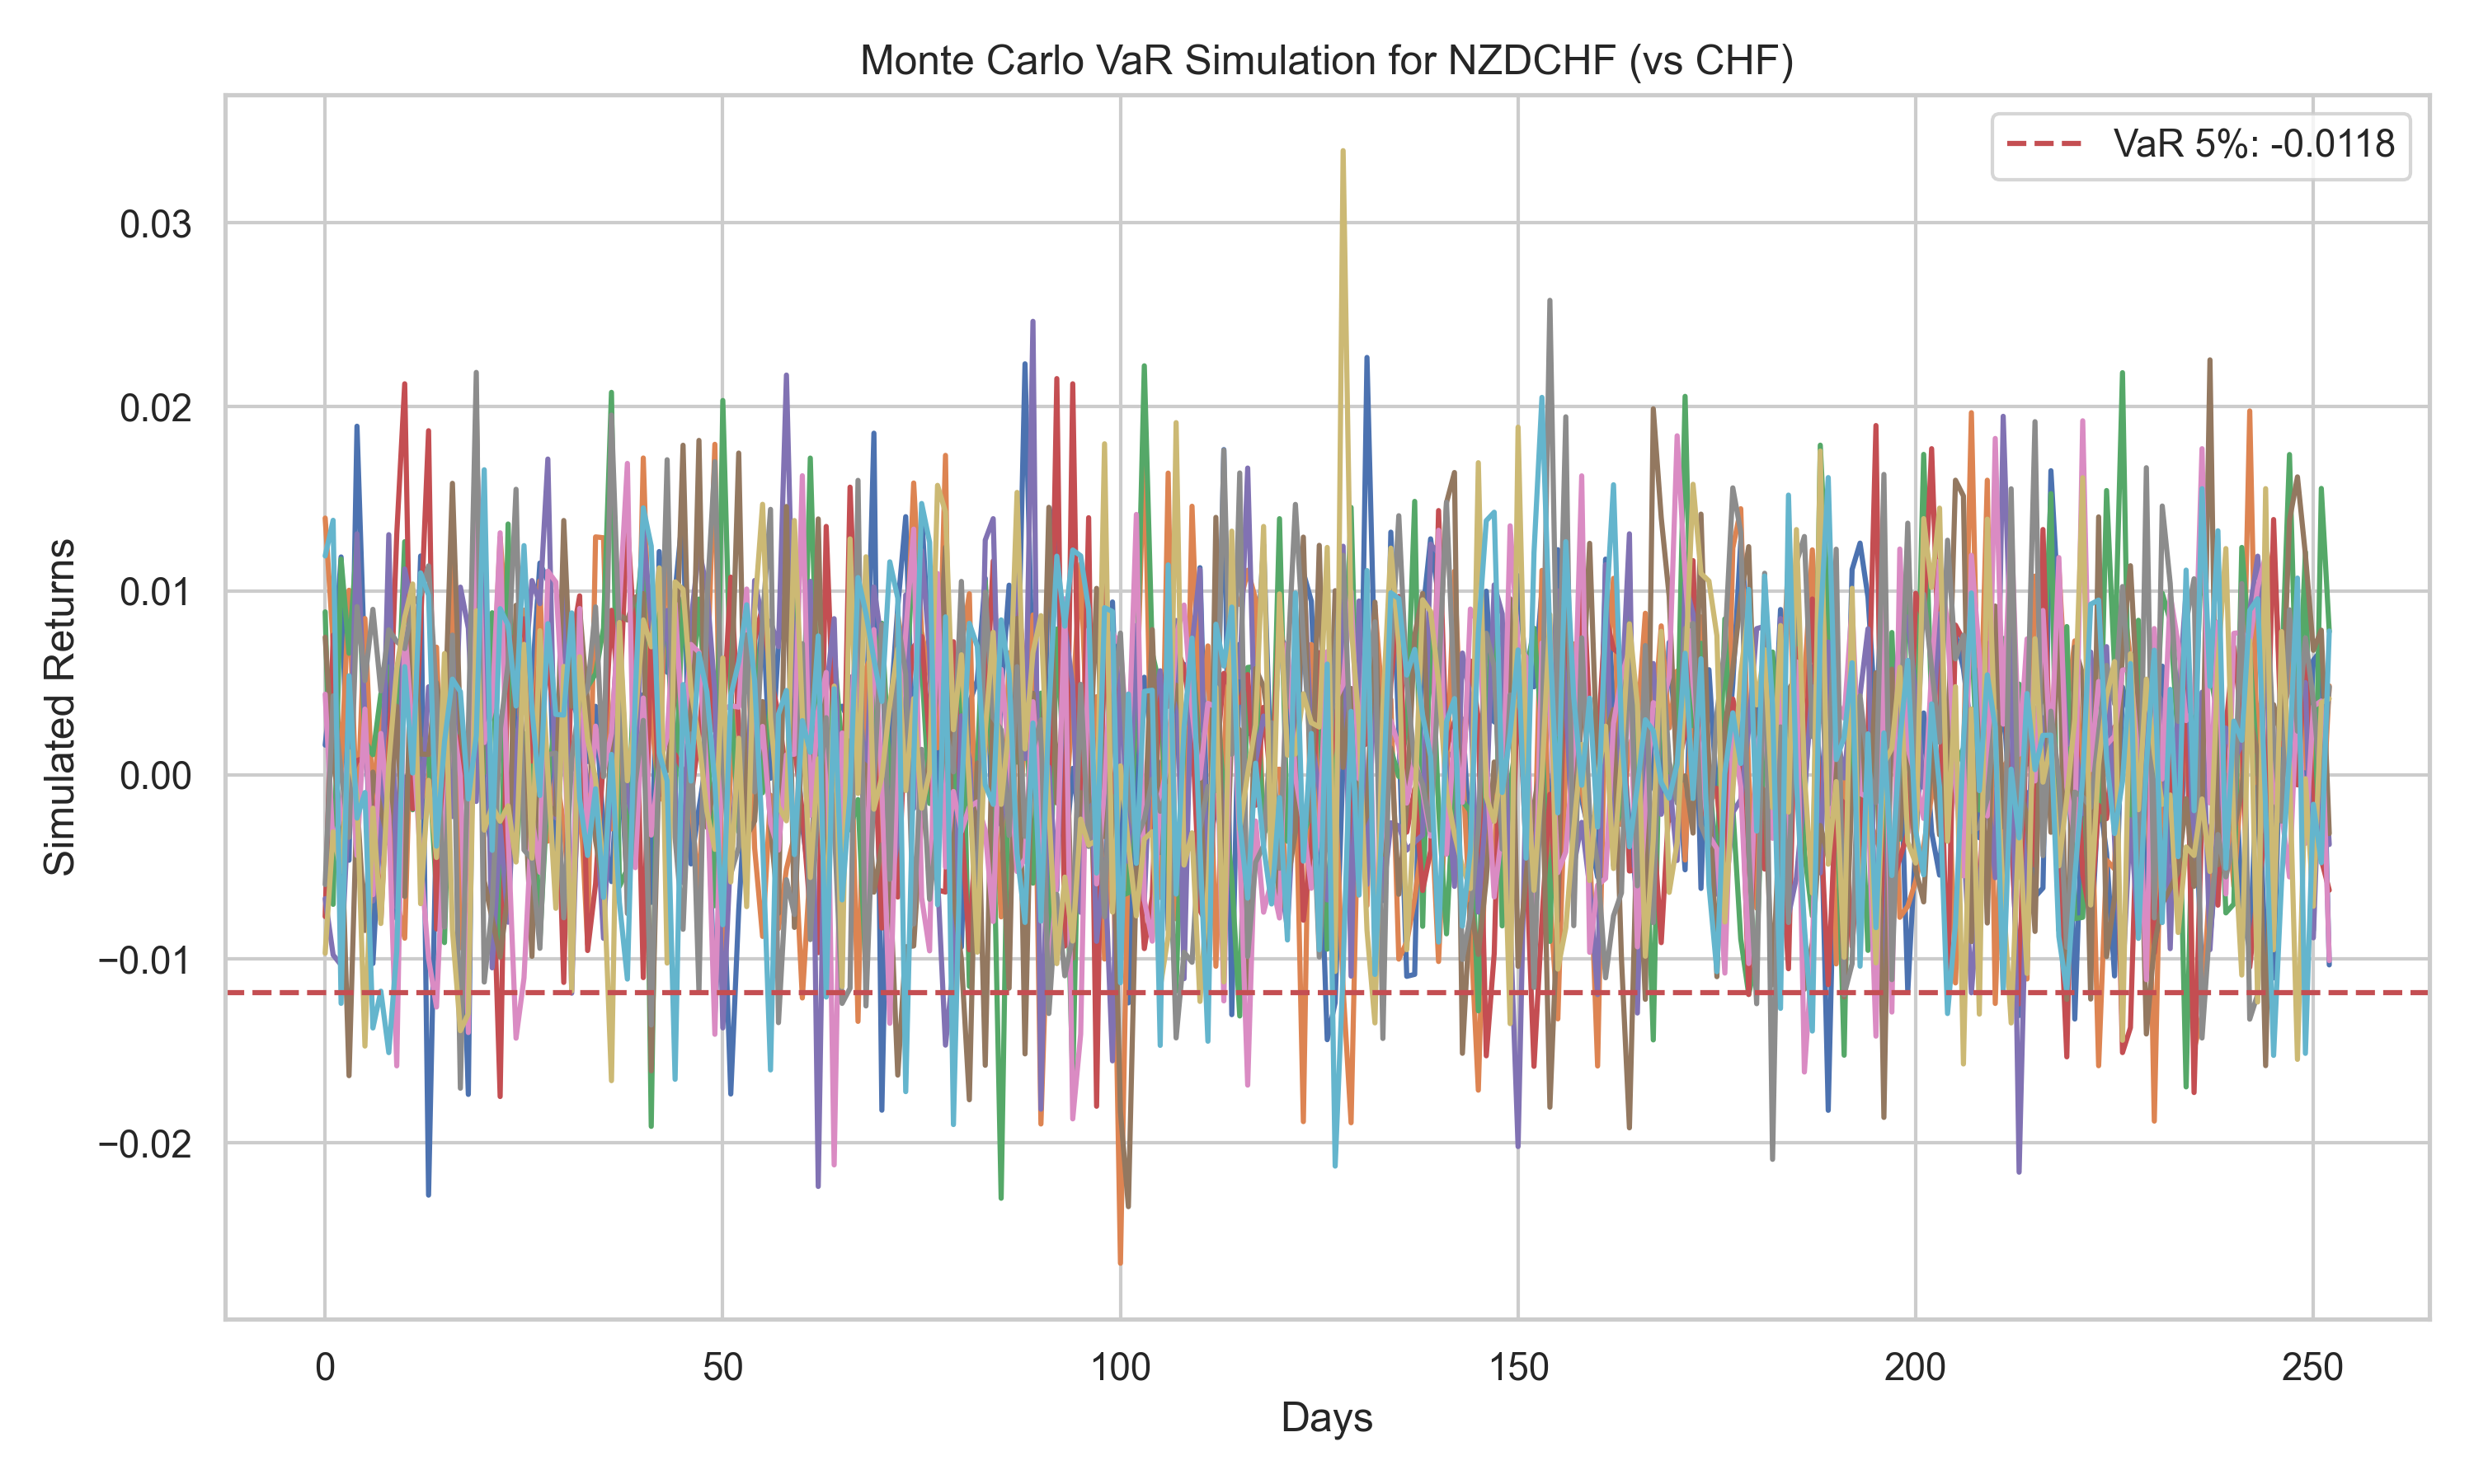 Monte Carlo VaR Simulation for NZDCHF (vs CHF)
VaR 5%: -0.0118
Simulated Returns
0.03
0.02
0.01
0.00
−0.01
−0.02
0 50 100 150 200 250
Days